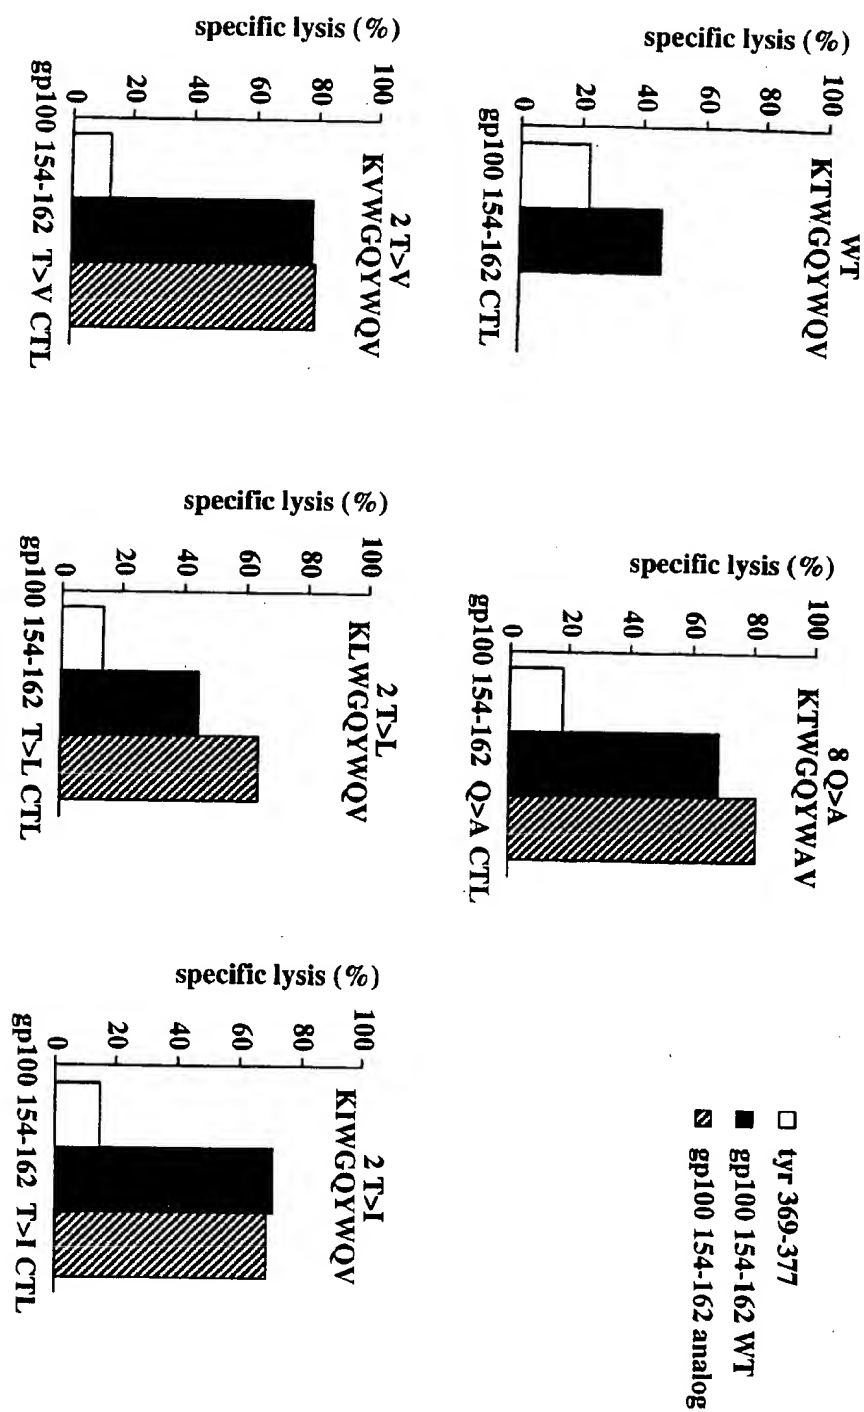 WT
KTWGQYWQV
specific lysis (%)
100
80
60
40
20
0
gp100 154-162 CTL
8 Q>A
KTWGQYWAV
specific lysis (%)
100
80
60
40
20
0
gp100 154-162 Q>A CTL
tyr 369-377
gp100 154-162 WT
gp100 154-162 analog
2 T>V
KVWGQYWQV
specific lysis (%)
100
80
60
40
20
0
gp100 154-162 T>V CTL
2 T>L
KLWGQYWQV
specific lysis (%)
100
80
60
40
20
0
gp100 154-162 T>L CTL
2 T>I
KIWGQYWQV
specific lysis (%)
100
80
60
40
20
0
gp100 154-162 T>I CTL